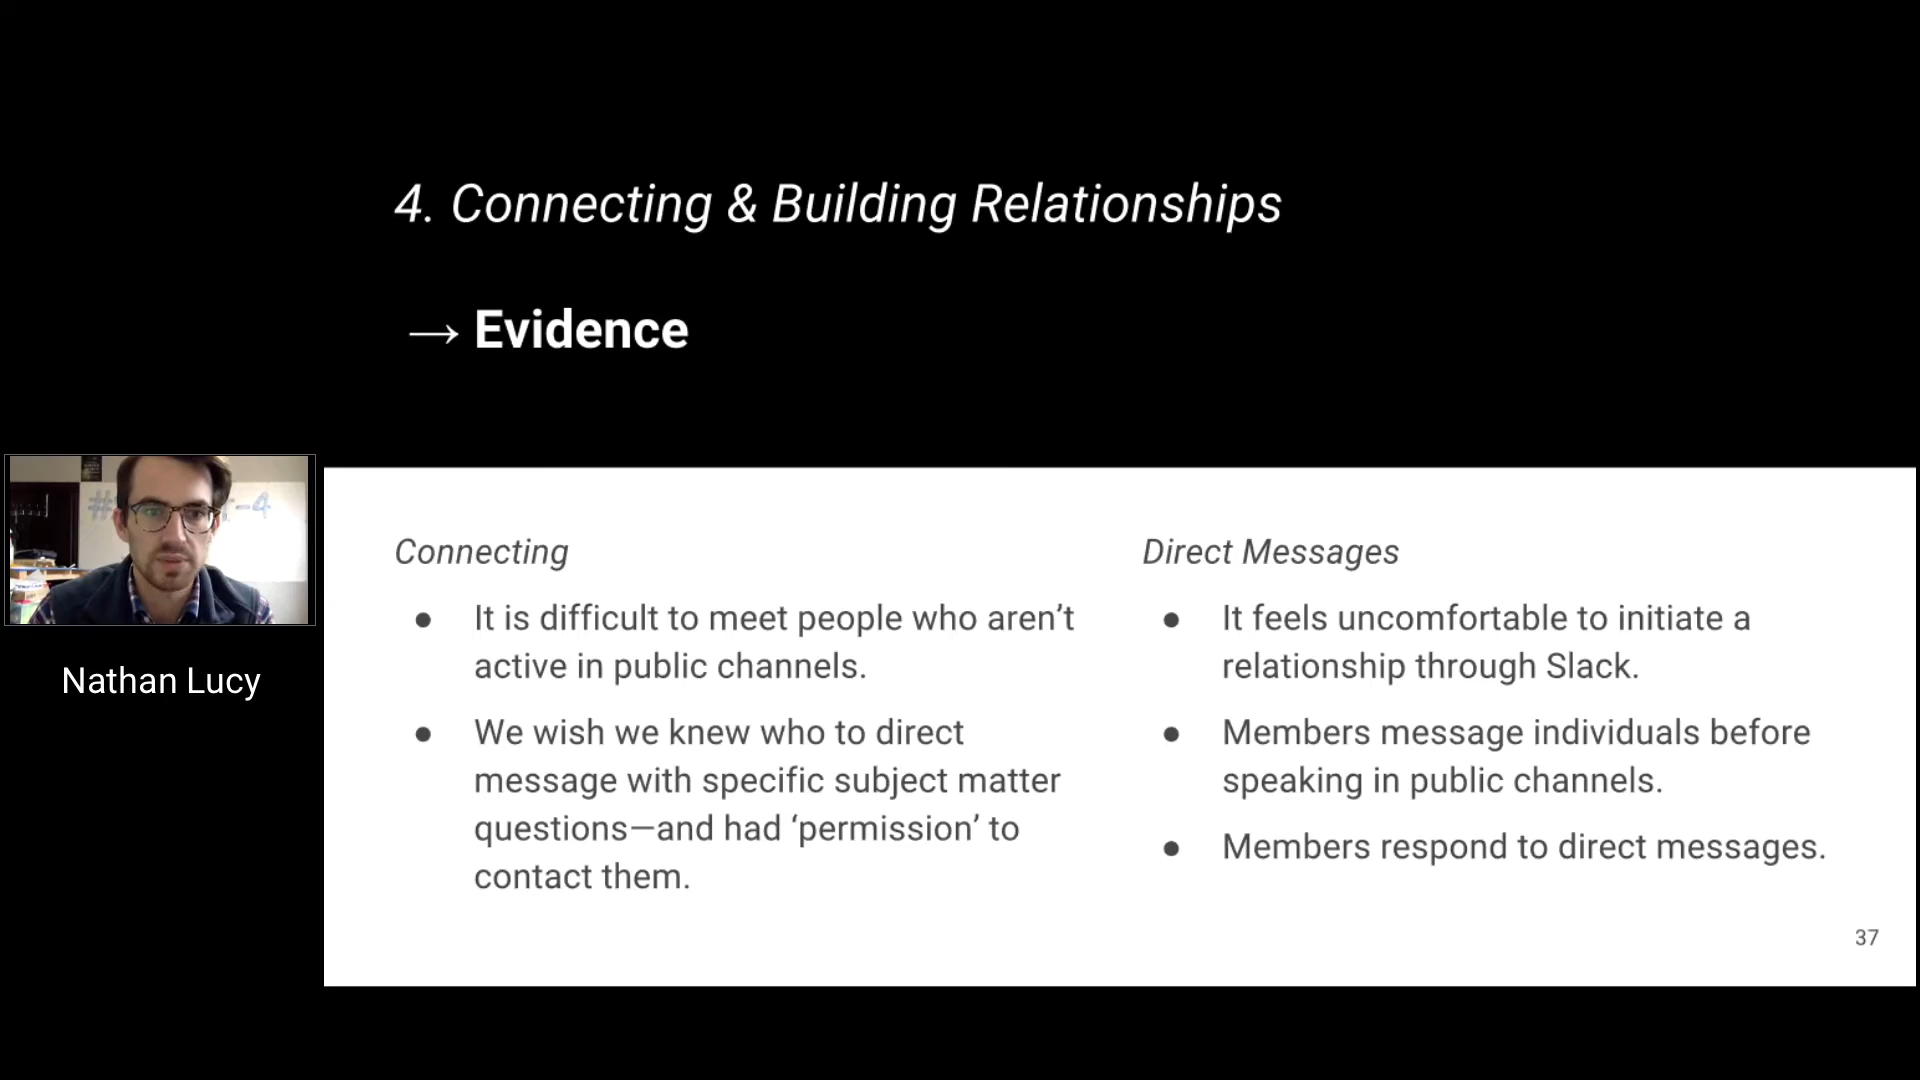 4. Connecting & Building Relationships
→ Evidence
Nathan Lucy
Connecting
● It is difficult to meet people who aren’t
active in public channels.
● We wish we knew who to direct
message with specific subject matter
questions—and had ‘permission’ to
contact them.
Direct Messages
● It feels uncomfortable to initiate a
relationship through Slack.
● Members message individuals before
speaking in public channels.
● Members respond to direct messages.
37